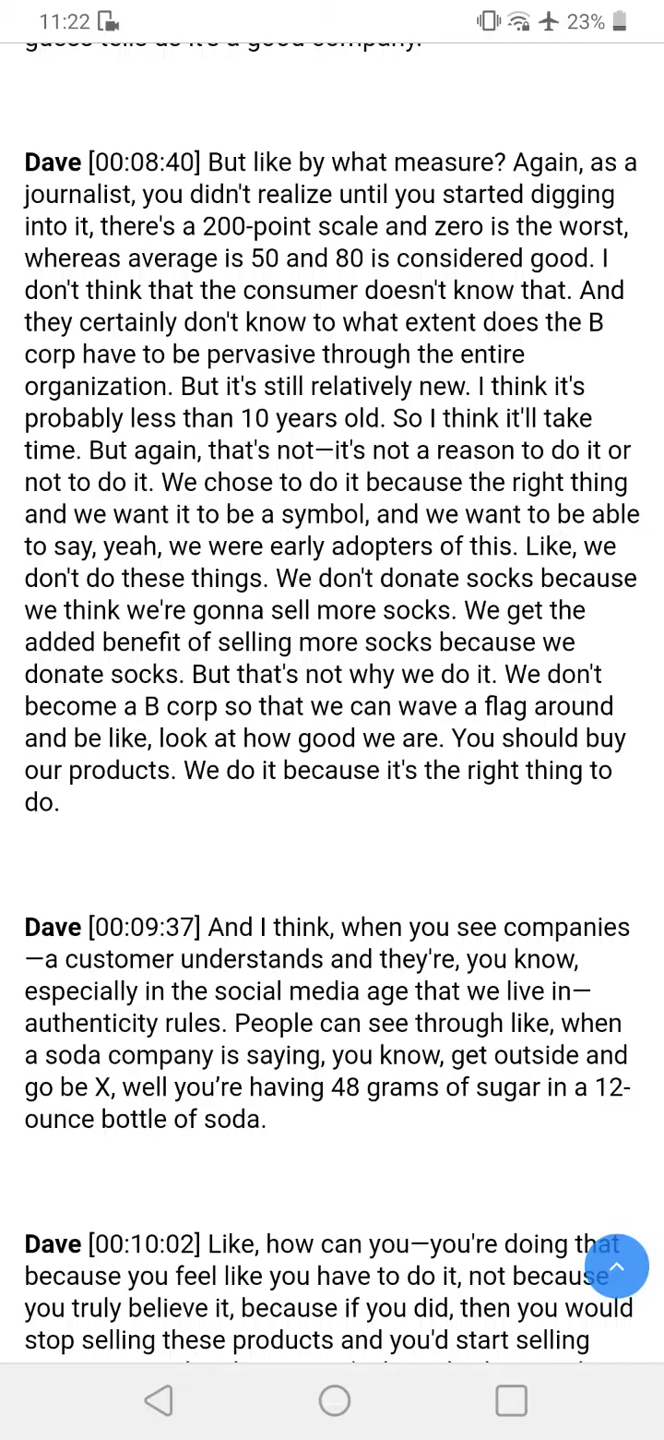 11:22 23%
guess tells us it's a good company.
Dave [00:08:40] But like by what measure? Again, as a
journalist, you didn't realize until you started digging
into it, there's a 200-point scale and zero is the worst,
whereas average is 50 and 80 is considered good. I
don't think that the consumer doesn't know that. And
they certainly don't know to what extent does the B
corp have to be pervasive through the entire
organization. But it's still relatively new. I think it's
probably less than 10 years old. So I think it'll take
time. But again, that's not—it's not a reason to do it or
not to do it. We chose to do it because the right thing
and we want it to be a symbol, and we want to be able
to say, yeah, we were early adopters of this. Like, we
don't do these things. We don't donate socks because
we think we're gonna sell more socks. We get the
added benefit of selling more socks because we
donate socks. But that's not why we do it. We don't
become a B corp so that we can wave a flag around
and be like, look at how good we are. You should buy
our products. We do it because it's the right thing to
do.
Dave [00:09:37] And I think, when you see companies
—a customer understands and they're, you know,
especially in the social media age that we live in—
authenticity rules. People can see through like, when
a soda company is saying, you know, get outside and
go be X, well you’re having 48 grams of sugar in a 12-
ounce bottle of soda.
Dave [00:10:02] Like, how can you—you're doing that
because you feel like you have to do it, not because
you truly believe it, because if you did, then you would
stop selling these products and you'd start selling